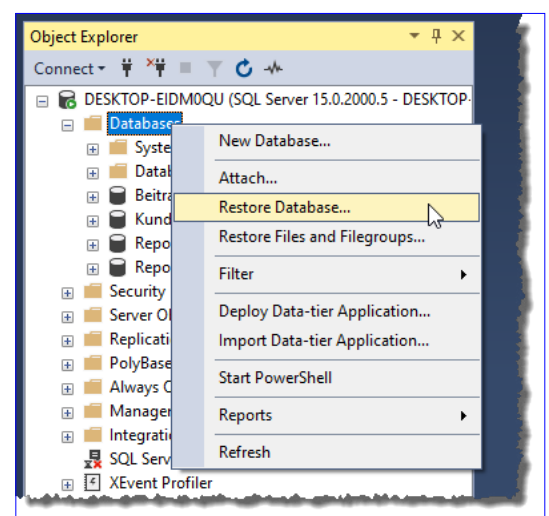 Object Explorer
Connect
DESKTOP-EIDM0QU (SQL Server 15.0.2000.5 - DESKTOP-
Databases
Syste
New Database...
Datab
Attach...
Beitra
Restore Database...
Kund
Restore Files and Filegroups...
Repo
Repo
Filter
Security
Server Ob
Deploy Data-tier Application...
Replicati
Import Data-tier Application...
PolyBase
Start PowerShell
Always O
Manager
Reports
Integrati
SQL Serv
Refresh
XEvent Profiler